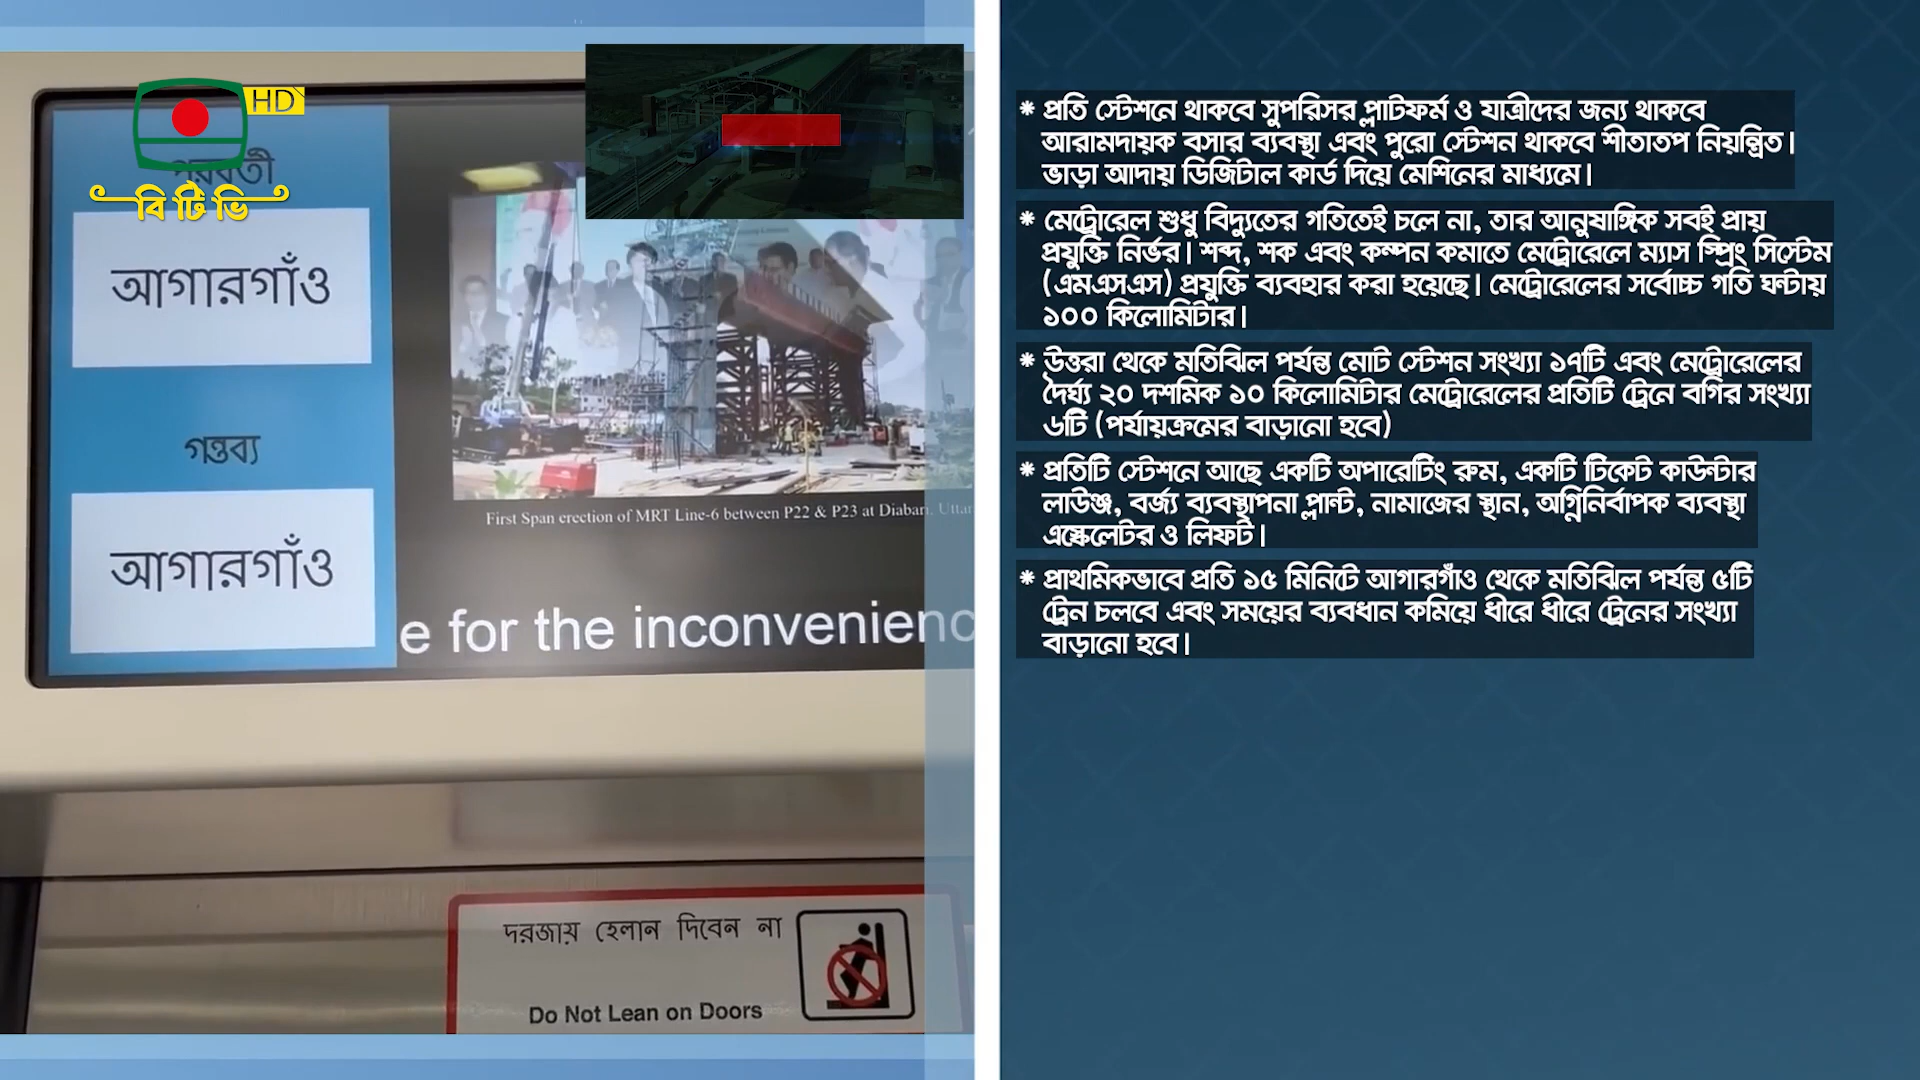 HD
বিটিভি
পরবর্তী
আগারগাঁও
গন্তব্য
আগারগাঁও
First Span erection of MRT Line-6 between P22 & P23 at Diabari, Uttar
e for the inconvenienc
দরজায় হেলান দিবেন না
Do Not Lean on Doors
* প্রতি স্টেশনে থাকবে সুপরিসর প্লাটফর্ম ও যাত্রীদের জন্য থাকবে
আরামদায়ক বসার ব্যবস্থা এবং পুরো স্টেশন থাকবে শীতাতপ নিয়ন্ত্রিত।
ভাড়া আদায় ডিজিটাল কার্ড দিয়ে মেশিনের মাধ্যমে।
* মেট্রোরেল শুধু বিদ্যুতের গতিতেই চলে না, তার আনুষাঙ্গিক সবই প্রায়
প্রযুক্তি নির্ভর। শব্দ, শক এবং কম্পন কমাতে মেট্রোরেলে ম্যাস স্প্রিং সিস্টেম
(এমএসএস) প্রযুক্তি ব্যবহার করা হয়েছে। মেট্রোরেলের সর্বোচ্চ গতি ঘন্টায়
১০০ কিলোমিটার।
* উত্তরা থেকে মতিঝিল পর্যন্ত মোট স্টেশন সংখ্যা ১৭টি এবং মেট্রোরেলের
দৈর্ঘ্য ২০ দশমিক ১০ কিলোমিটার মেট্রোরেলের প্রতিটি ট্রেনে বগির সংখ্যা
৬টি (পর্যায়ক্রমের বাড়ানো হবে)
* প্রতিটি স্টেশনে আছে একটি অপারেটিং রুম, একটি টিকেট কাউন্টার
লাউঞ্জ, বর্জ্য ব্যবস্থাপনা প্লান্ট, নামাজের স্থান, অগ্নিনির্বাপক ব্যবস্থা
এস্কেলেটর ও লিফট।
* প্রাথমিকভাবে প্রতি ১৫ মিনিটে আগারগাঁও থেকে মতিঝিল পর্যন্ত ৫টি
ট্রেন চলবে এবং সময়ের ব্যবধান কমিয়ে ধীরে ধীরে ট্রেনের সংখ্যা
বাড়ানো হবে।